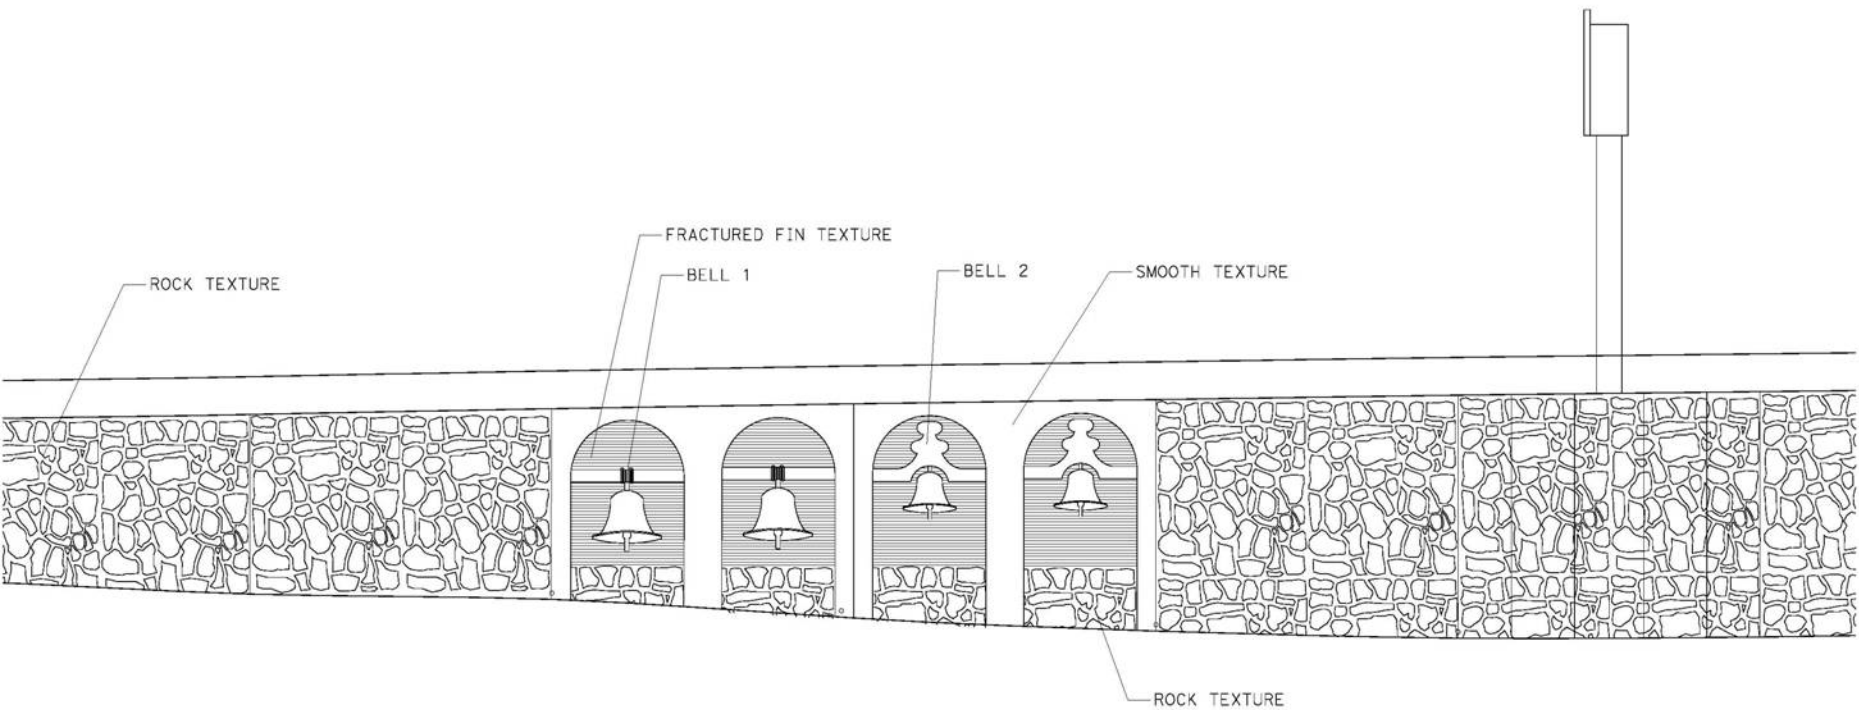 FRACTURED FIN TEXTURE
BELL 1
BELL 2
SMOOTH TEXTURE
ROCK TEXTURE
ROCK TEXTURE